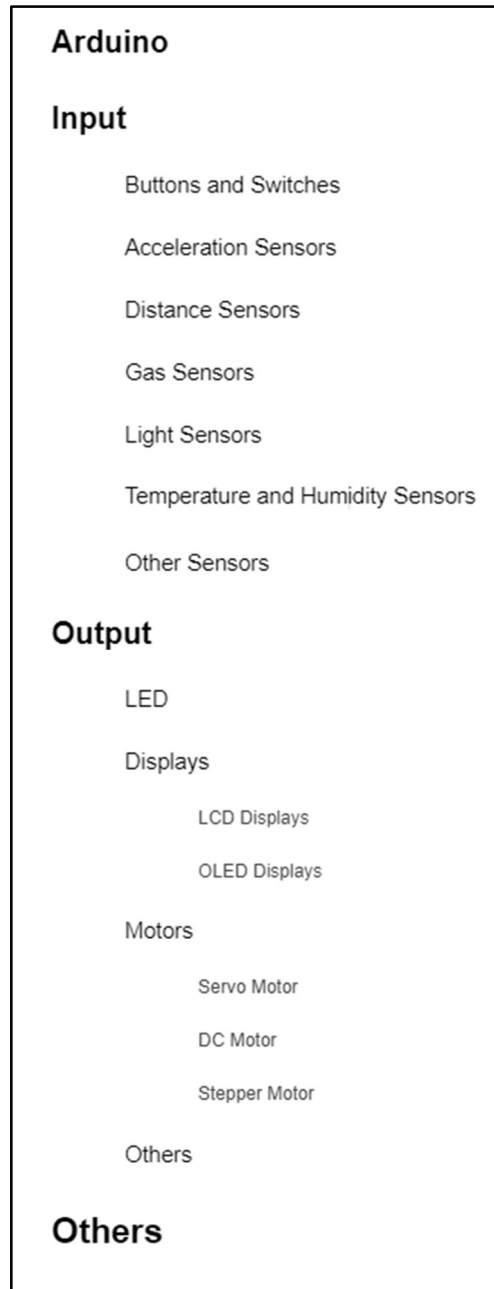 Arduino
Input
Buttons and Switches
Acceleration Sensors
Distance Sensors
Gas Sensors
Light Sensors
Temperature and Humidity Sensors
Other Sensors
Output
LED
Displays
LCD Displays
OLED Displays
Motors
Servo Motor
DC Motor
Stepper Motor
Others
Others